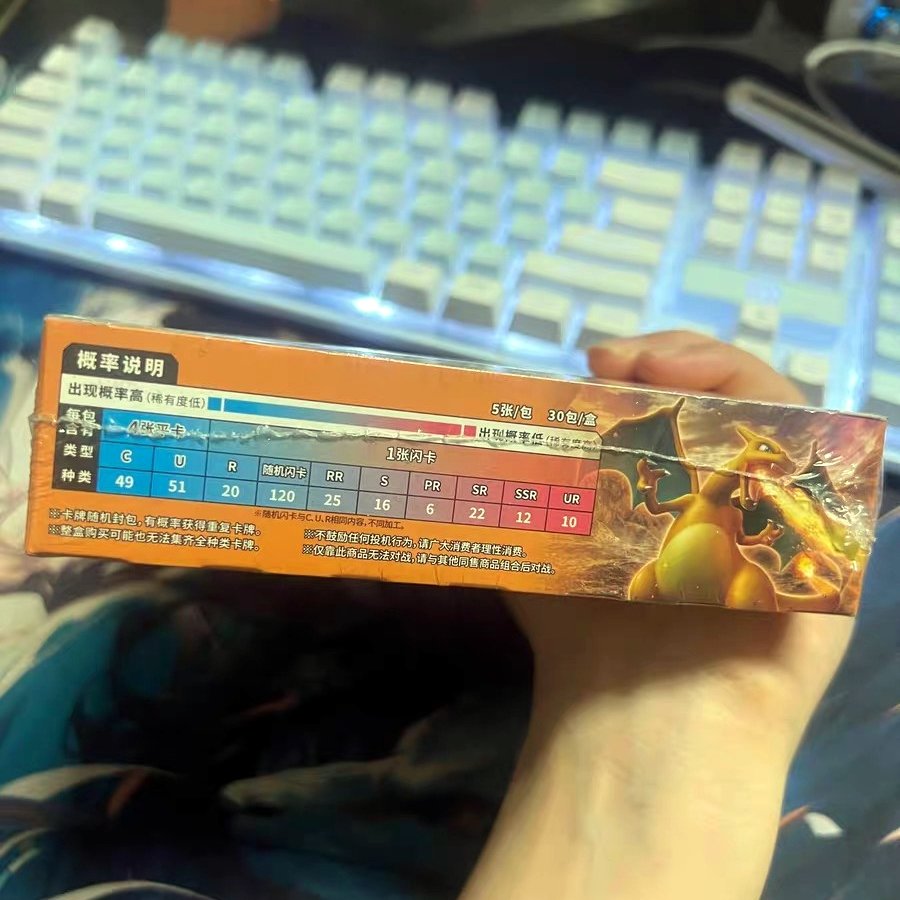 概率说明
出现概率高(稀有度低)
5张/包 30包/盒
出现概率低(稀有度高)
每包含有 4张平卡 1张闪卡
类型 C U R 随机闪卡 RR S PR SR SSR UR
种类 49 51 20 120 25 16 6 22 12 10
※随机闪卡与C、U、R相同内容,不同加工。
※卡牌随机封包,有概率获得重复卡牌。
※整盒购买可能也无法集齐全种类卡牌。
※不鼓励任何投机行为,请广大消费者理性消费。
※仅靠此商品无法对战,请与其他同售商品组合后对战。